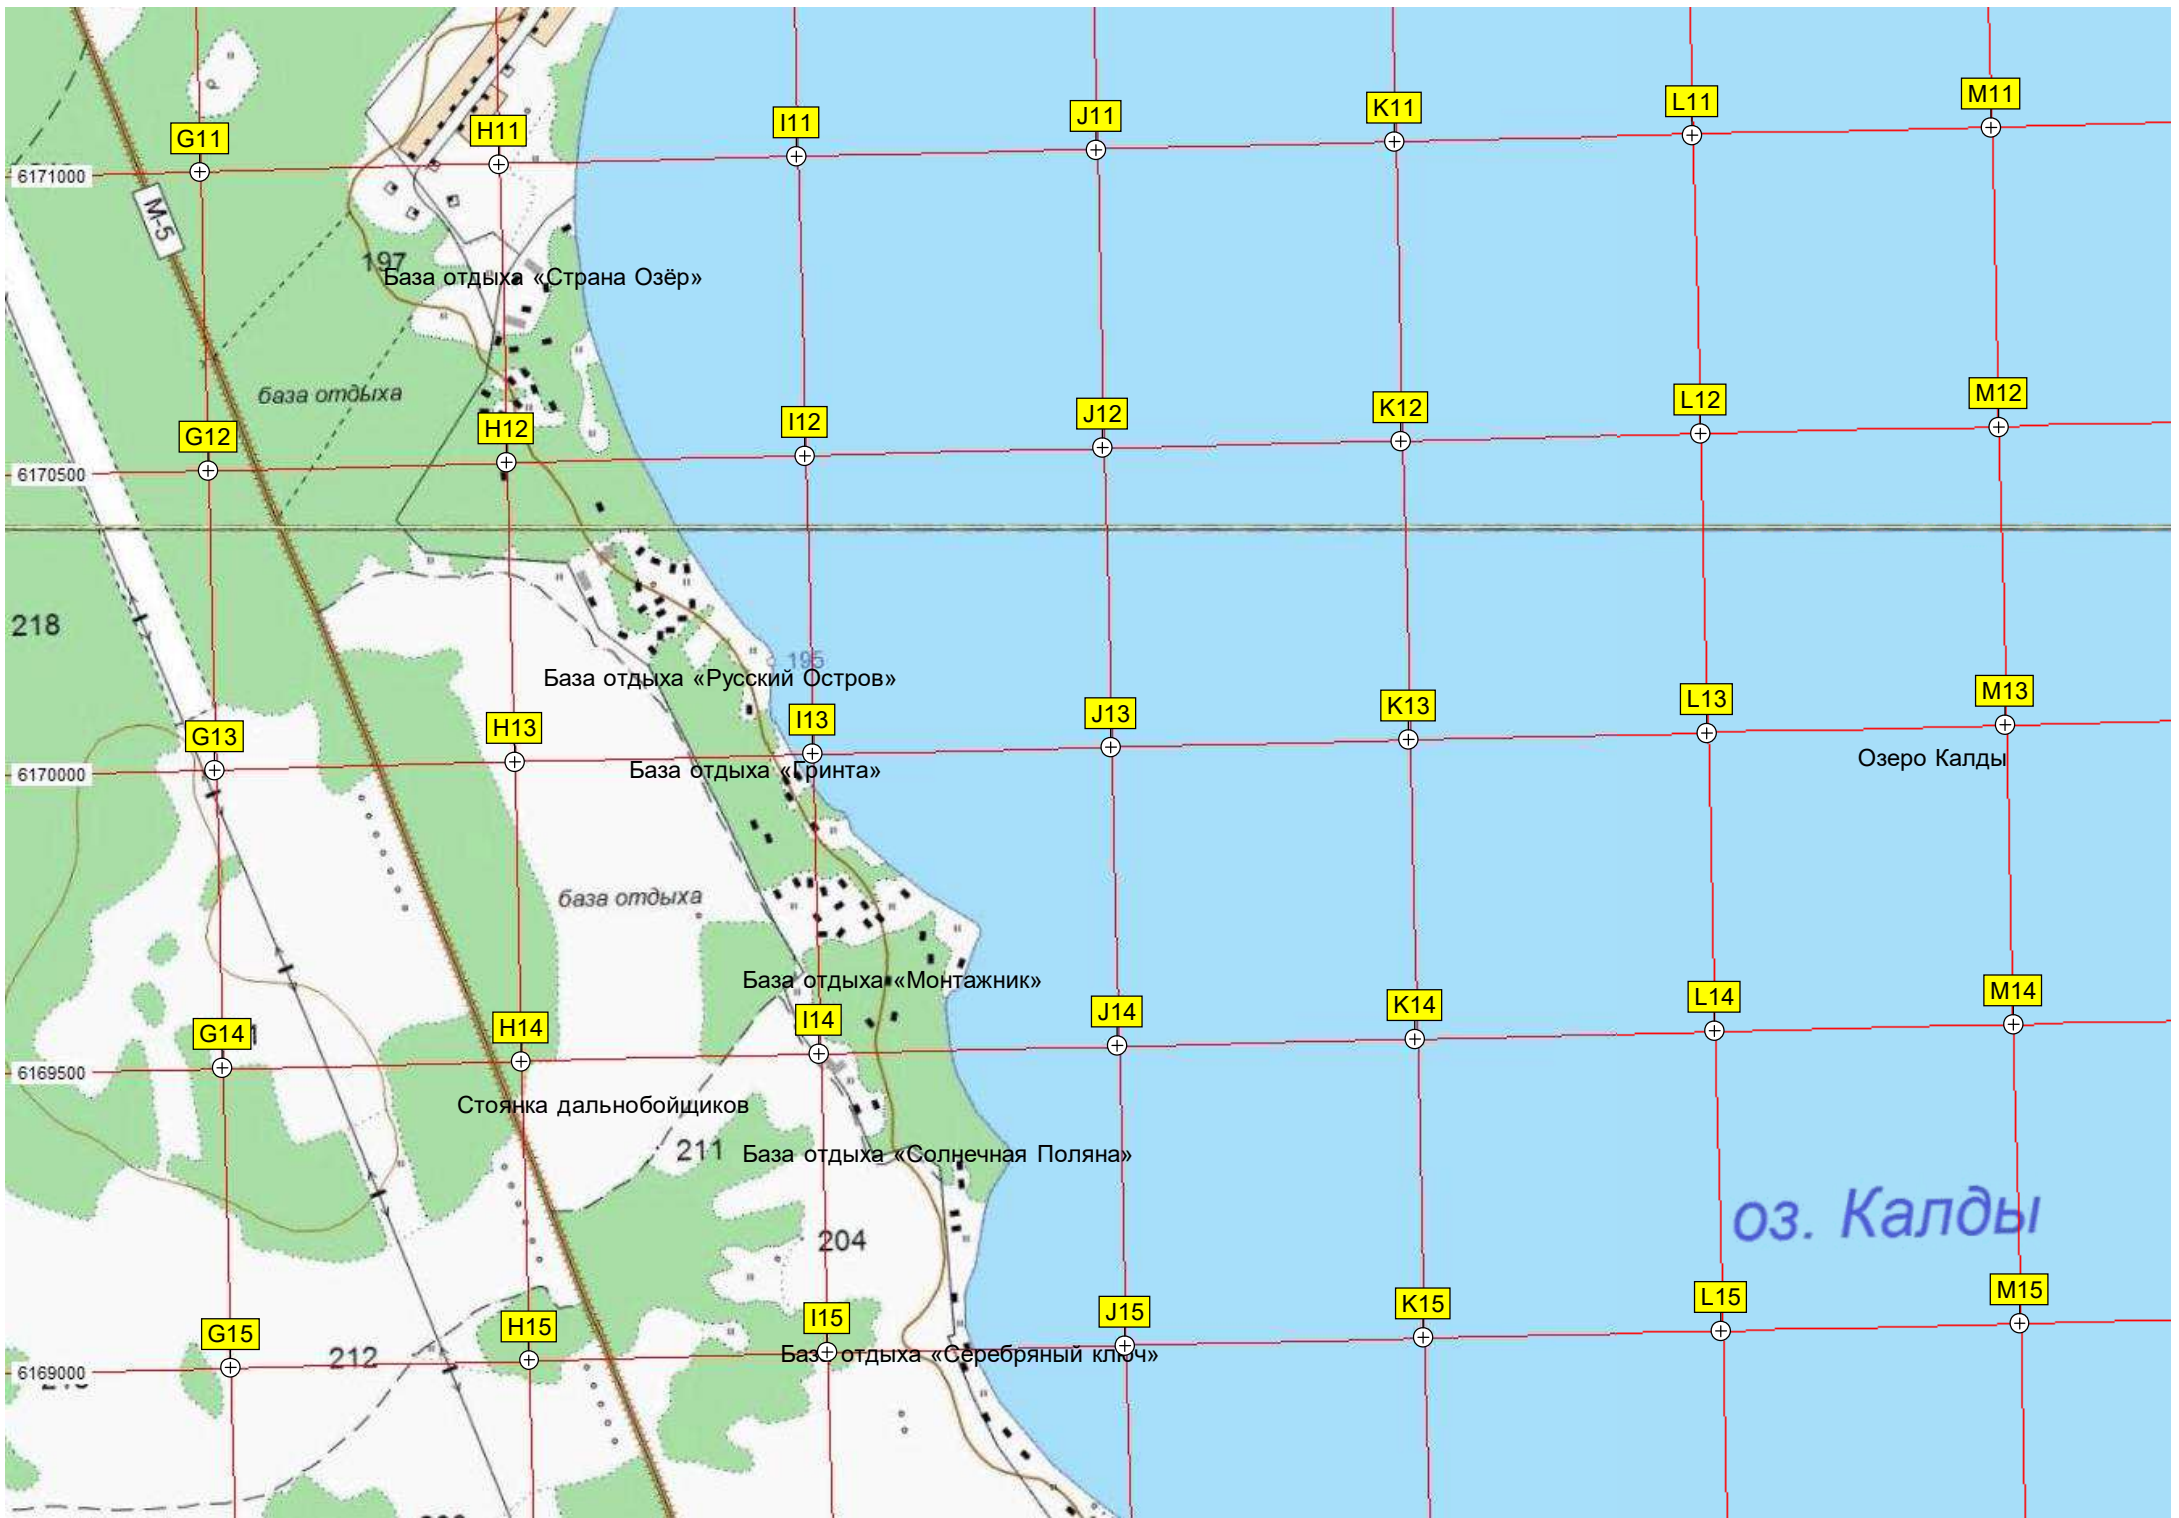 G11
H11
I11
J11
K11
L11
M11
6171000
М-5
197
База отдыха «Страна Озёр»
база отдыха
G12
H12
I12
J12
K12
L12
M12
6170500
218
195
База отдыха «Русский Остров»
G13
H13
I13
J13
K13
L13
M13
6170000
База отдыха «Гринта»
Озеро Калды
база отдыха
База отдыха «Монтажник»
G14
H14
I14
J14
K14
L14
M14
6169500
Стоянка дальнобойщиков
211
База отдыха «Солнечная Поляна»
204
оз. Калды
G15
H15
I15
J15
K15
L15
M15
6169000
212
База отдыха «Серебряный ключ»